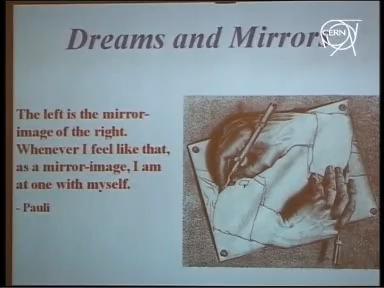 Dreams and Mirrors
CERN
The left is the mirror-
image of the right.
Whenever I feel like that,
as a mirror-image, I am
at one with myself.
- Pauli